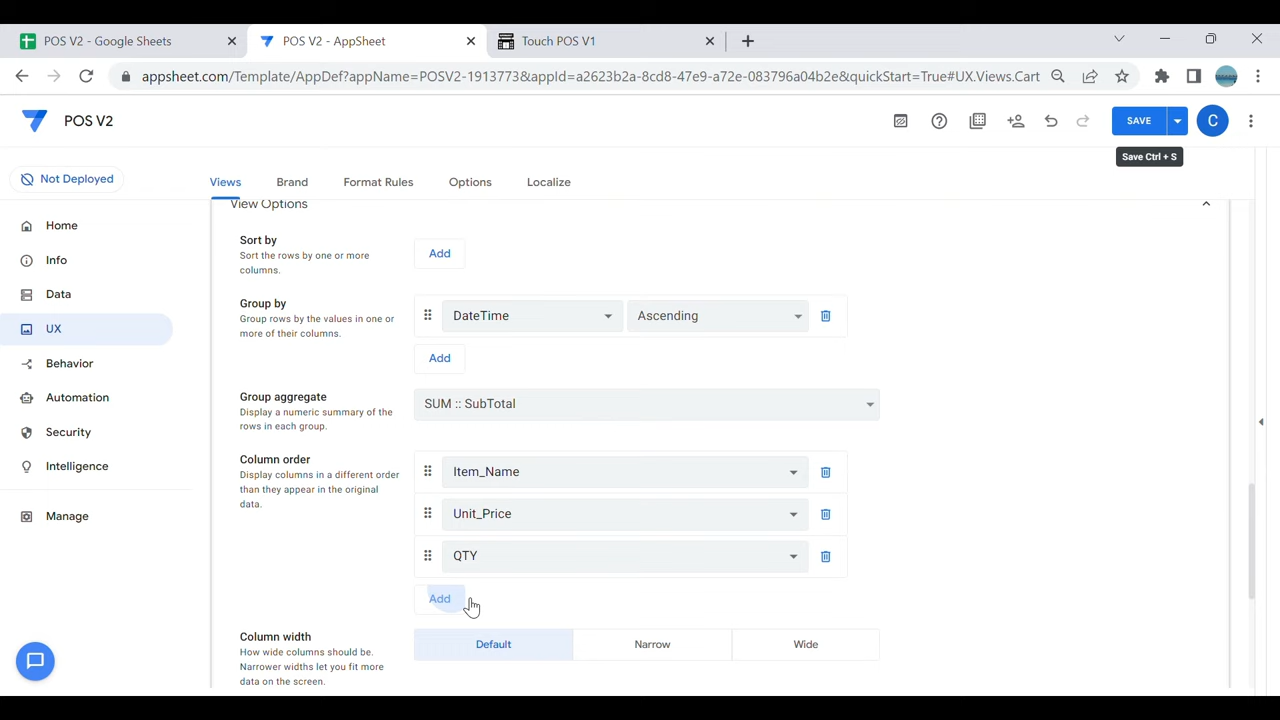 POS V2 - Google Sheets
POS V2 - AppSheet
Touch POS V1
appsheet.com/Template/AppDef?appName=POSV2-1913773&appId=a2623b2a-8cd8-47e9-a72e-083796a04b2e&quickStart=True#UX.Views.Cart
POS V2
SAVE
C
Save Ctrl + S
Not Deployed
Views
Brand
Format Rules
Options
Localize
Home
Info
Data
UX
Behavior
Automation
Security
Intelligence
Manage
View Options
Sort by
Sort the rows by one or more
columns.
Add
Group by
Group rows by the values in one or
more of their columns.
DateTime
Ascending
Add
Group aggregate
Display a numeric summary of the
rows in each group.
SUM :: SubTotal
Column order
Display columns in a different order
than they appear in the original
data.
Item_Name
Unit_Price
QTY
Add
Column width
How wide columns should be.
Narrower widths let you fit more
data on the screen.
Default
Narrow
Wide